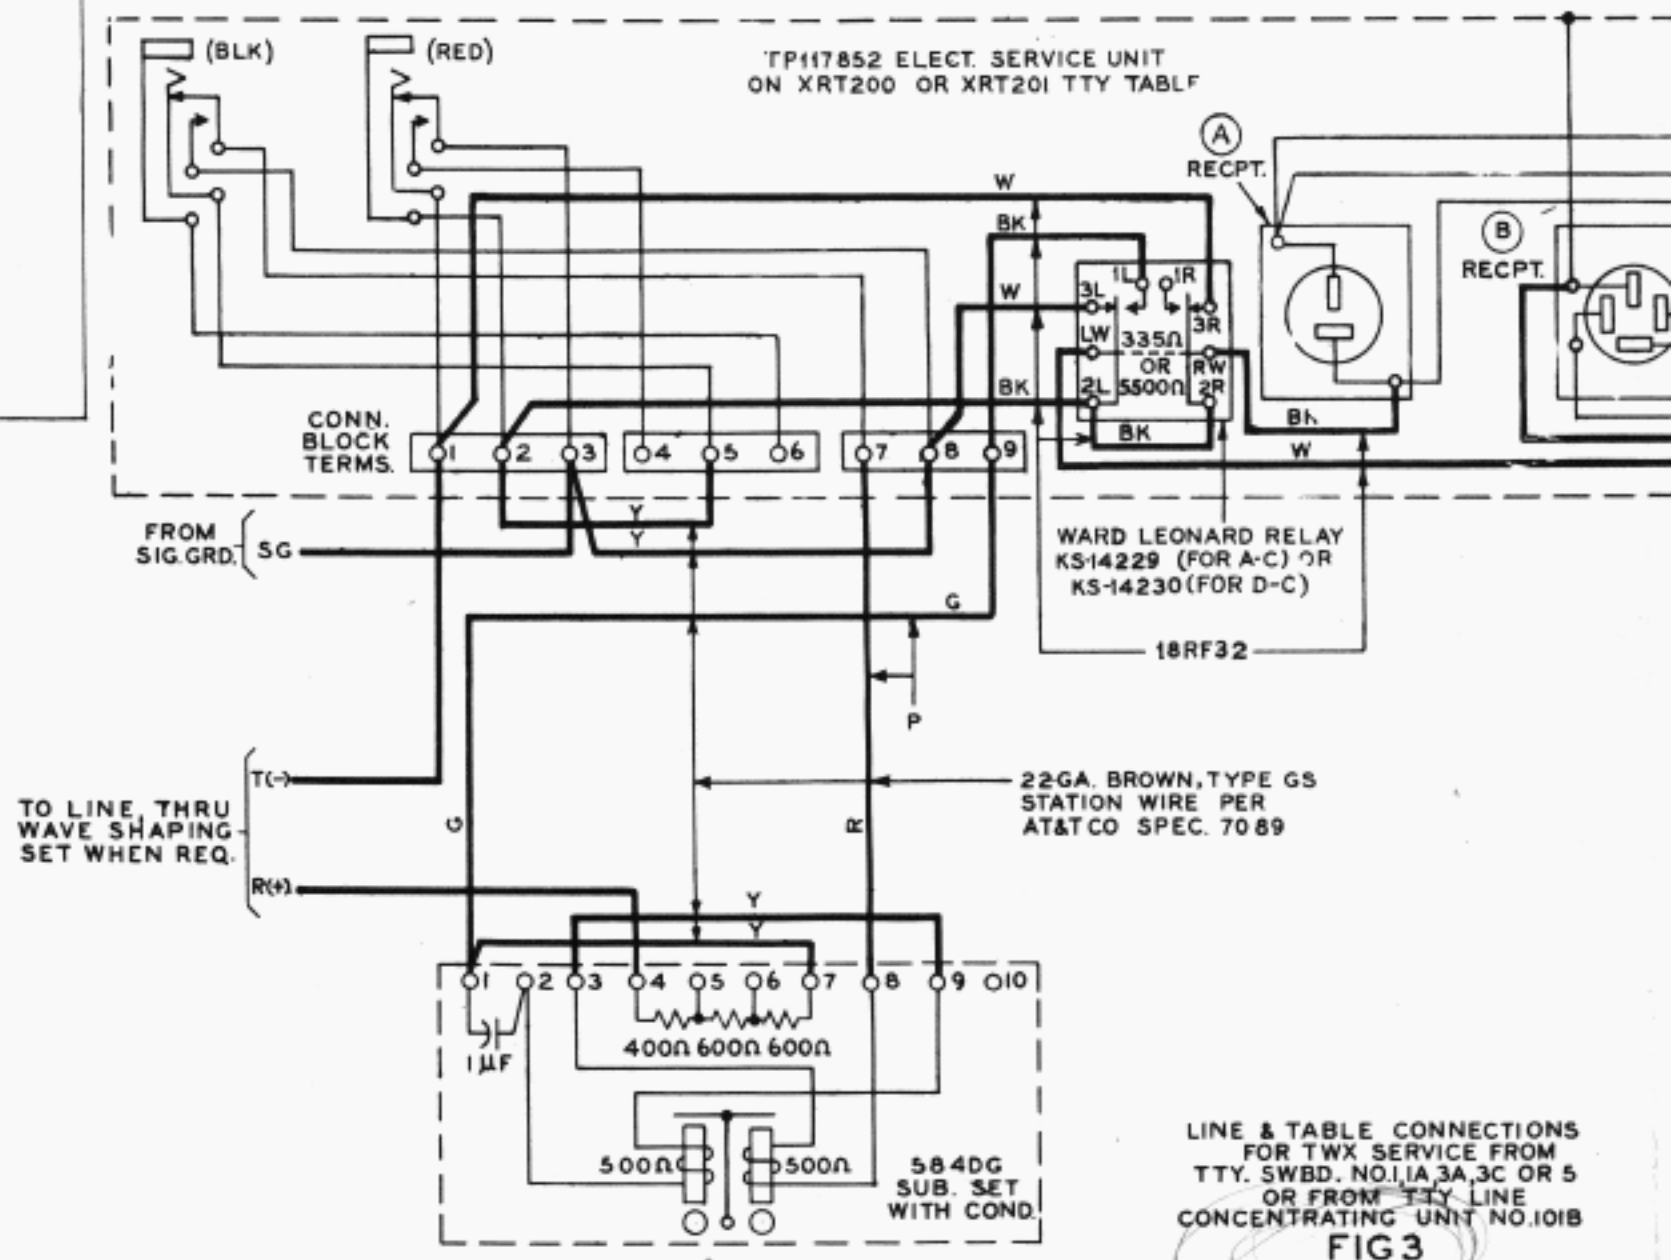 (BLK)
(RED)
TP117852 ELECT. SERVICE UNIT
ON XRT200 OR XRT201 TTY TABLE
A
RECPT.
B
RECPT.
W
BK
W
BK
1L
1R
3L
3R
LW
335Ω
OR
5500Ω
RW
2L
2R
BK
BK
W
CONN.
BLOCK
TERMS.
1
2
3
4
5
6
7
8
9
FROM
SIG.GRD.
SG
Y
Y
WARD LEONARD RELAY
KS-14229 (FOR A-C) OR
KS-14230 (FOR D-C)
G
18RF32
P
TO LINE, THRU
WAVE SHAPING
SET WHEN REQ.
T(-)
R(+)
G
R
22 GA. BROWN, TYPE GS
STATION WIRE PER
AT&TCO SPEC. 7089
Y
Y
1
2
3
4
5
6
7
8
9
10
1 µF
400Ω 600Ω 600Ω
500Ω
500Ω
584DG
SUB. SET
WITH COND.
LINE & TABLE CONNECTIONS
FOR TWX SERVICE FROM
TTY. SWBD. NO.1,1A,3A,3C OR 5
OR FROM TTY LINE
CONCENTRATING UNIT NO.101B
FIG 3